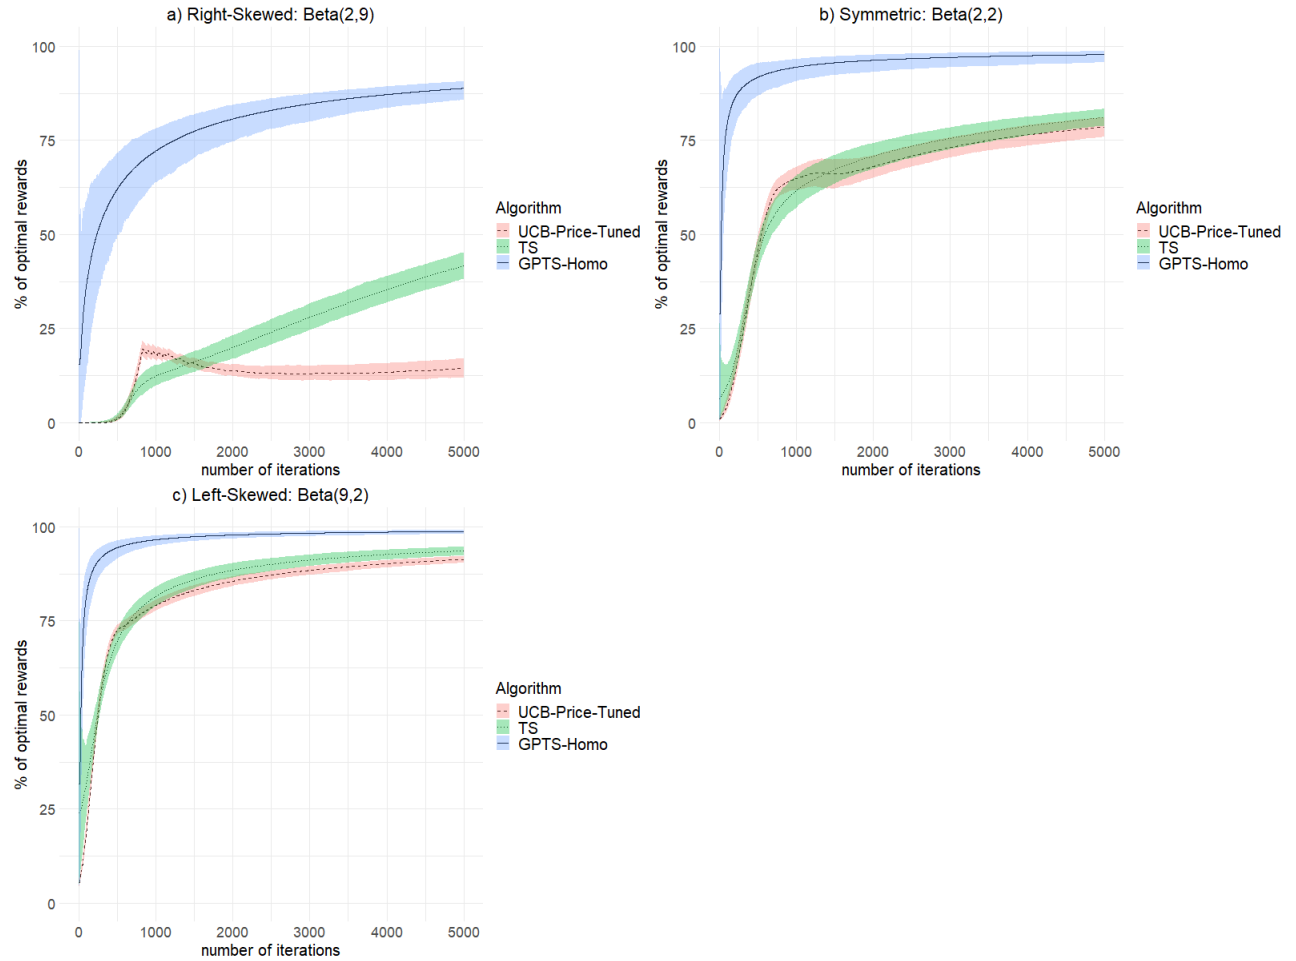 a) Right-Skewed: Beta(2,9)
100
75
50
25
0
% of optimal rewards
0 1000 2000 3000 4000 5000
number of iterations
Algorithm
UCB-Price-Tuned
TS
GPTS-Homo
b) Symmetric: Beta(2,2)
100
75
50
25
0
% of optimal rewards
0 1000 2000 3000 4000 5000
number of iterations
Algorithm
UCB-Price-Tuned
TS
GPTS-Homo
c) Left-Skewed: Beta(9,2)
100
75
50
25
0
% of optimal rewards
0 1000 2000 3000 4000 5000
number of iterations
Algorithm
UCB-Price-Tuned
TS
GPTS-Homo